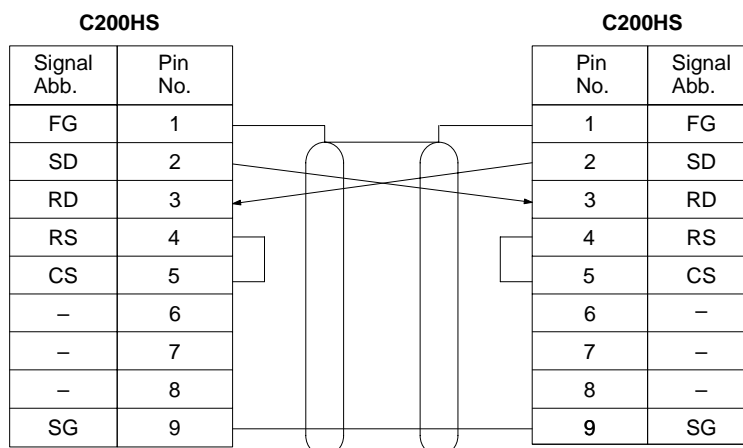 C200HS C200HS
Signal Abb. Pin No. Pin No. Signal Abb.
FG 1 1 FG
SD 2 2 SD
RD 3 3 RD
RS 4 4 RS
CS 5 5 CS
– 6 6 –
– 7 7 –
– 8 8 –
SG 9 9 SG